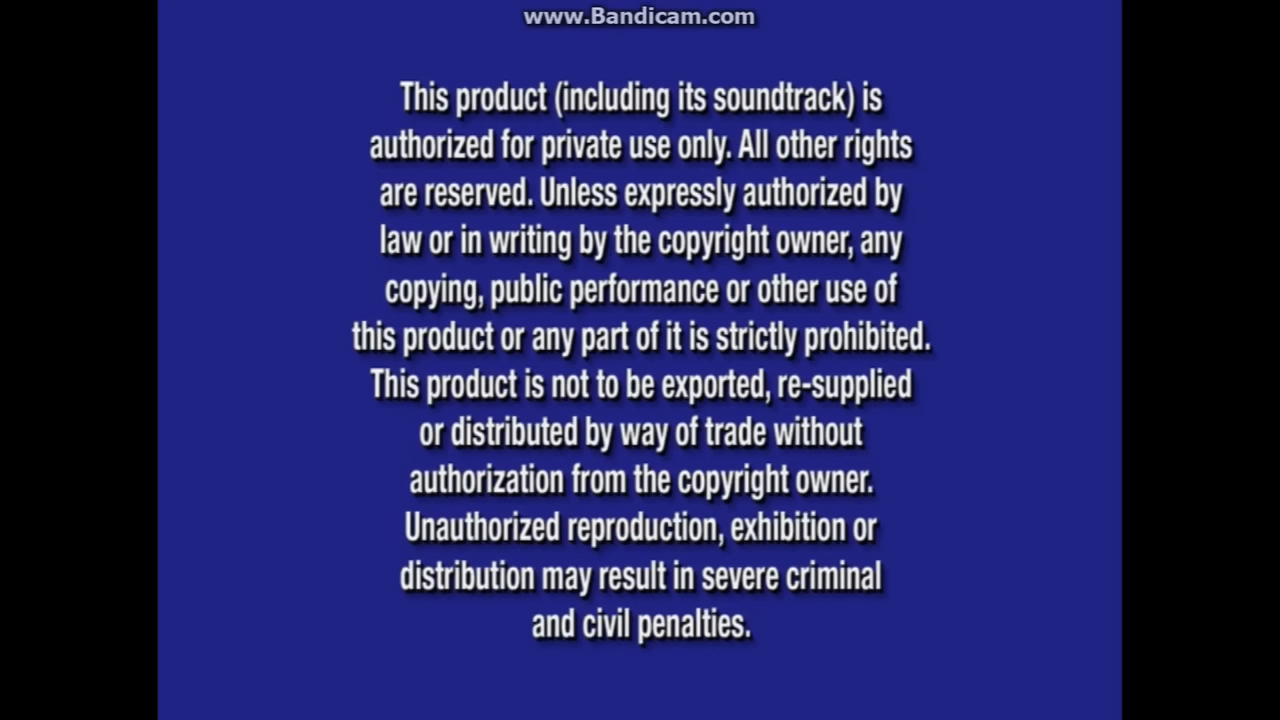 www.Bandicam.com
This product (including its soundtrack) is
authorized for private use only. All other rights
are reserved. Unless expressly authorized by
law or in writing by the copyright owner, any
copying, public performance or other use of
this product or any part of it is strictly prohibited.
This product is not to be exported, re-supplied
or distributed by way of trade without
authorization from the copyright owner.
Unauthorized reproduction, exhibition or
distribution may result in severe criminal
and civil penalties.